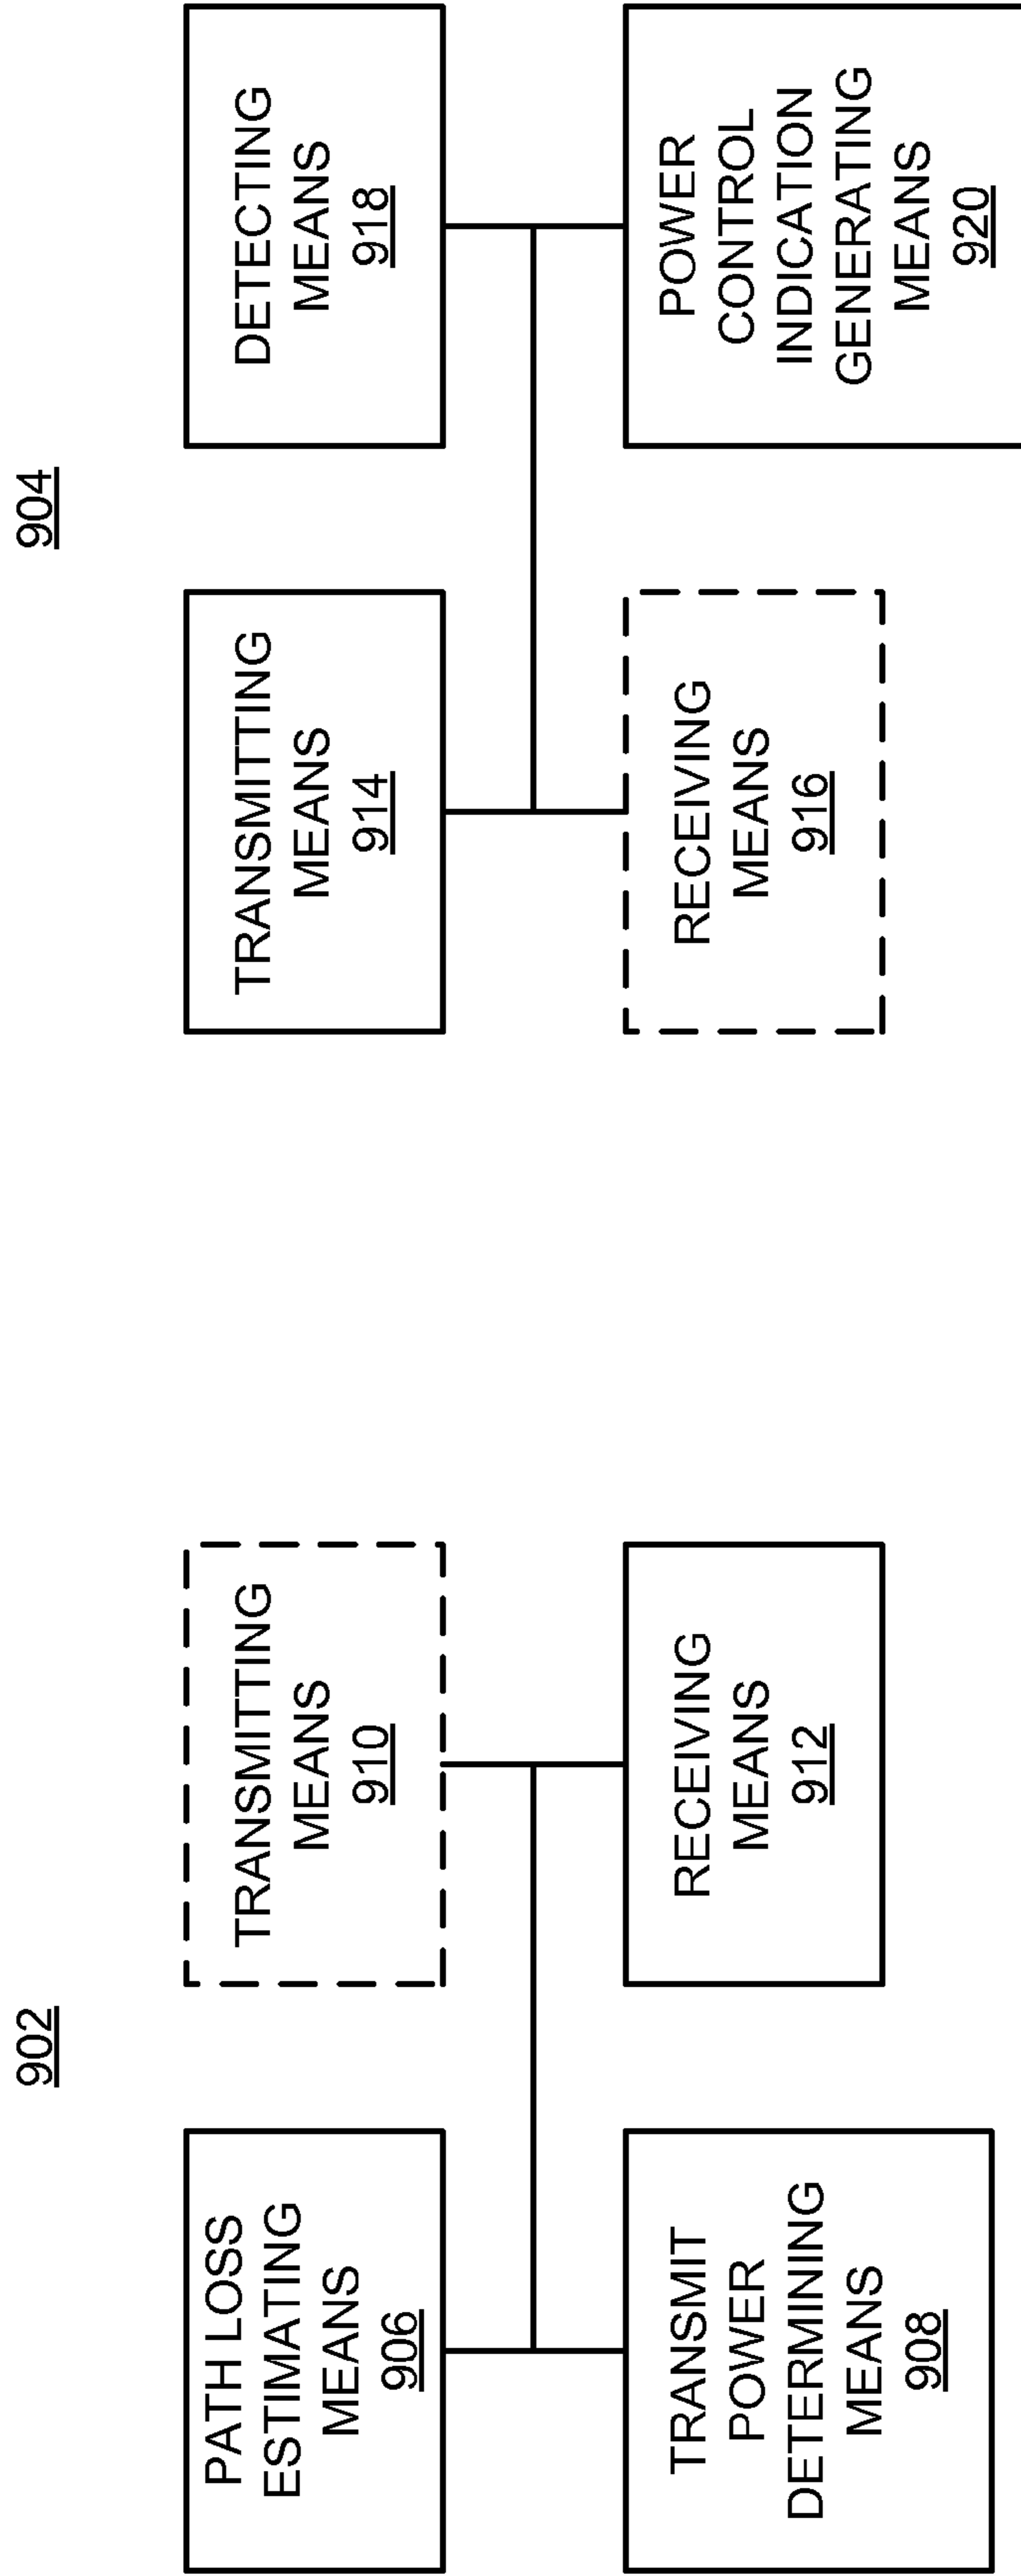 902
PATH LOSS
ESTIMATING
MEANS
906
TRANSMITTING
MEANS
910
TRANSMIT
POWER
DETERMINING
MEANS
908
RECEIVING
MEANS
912
904
TRANSMITTING
MEANS
914
DETECTING
MEANS
918
RECEIVING
MEANS
916
POWER
CONTROL
INDICATION
GENERATING
MEANS
920